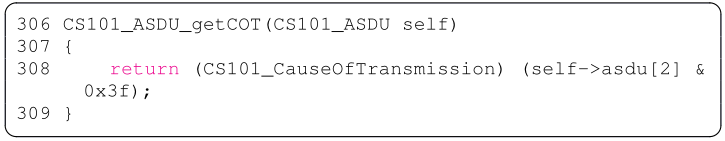 306 CS101_ASDU_getCOT(CS101_ASDU self)
307 {
308     return (CS101_CauseOfTransmission) (self->asdu[2] &
0x3f);
309 }